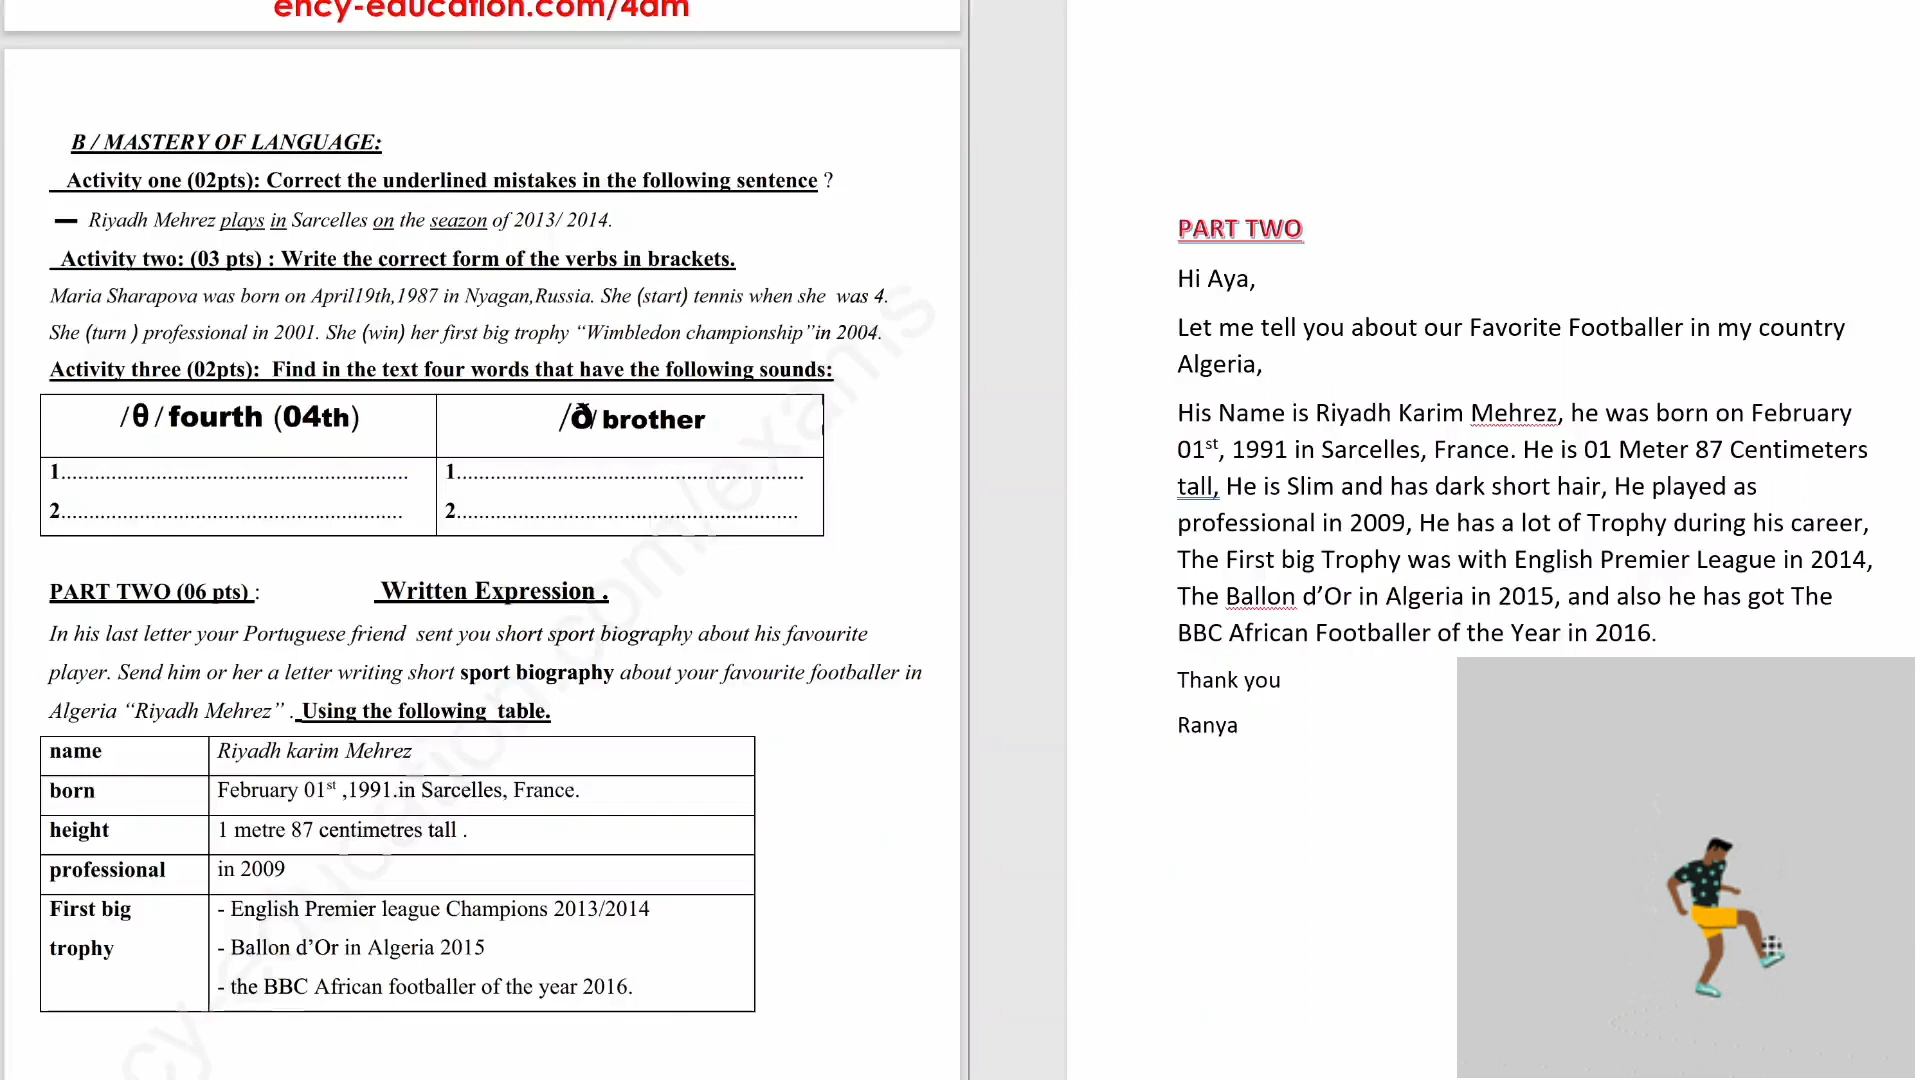 ency-education.com/4am
B / MASTERY OF LANGUAGE:
Activity one (02pts): Correct the underlined mistakes in the following sentence ?
Riyadh Mehrez plays in Sarcelles on the seazon of 2013/ 2014.
Activity two: (03 pts) : Write the correct form of the verbs in brackets.
Maria Sharapova was born on April19th,1987 in Nyagan,Russia. She (start) tennis when she was 4.
She (turn ) professional in 2001. She (win) her first big trophy “Wimbledon championship”in 2004.
Activity three (02pts): Find in the text four words that have the following sounds:
/θ/ fourth (04th)
/ð/ brother
1...............................................................
1...............................................................
2.............................................................
2.............................................................
PART TWO (06 pts) : Written Expression .
In his last letter your Portuguese friend sent you short sport biography about his favourite
player. Send him or her a letter writing short sport biography about your favourite footballer in
Algeria “Riyadh Mehrez” . Using the following table.
name
Riyadh karim Mehrez
born
February 01st ,1991.in Sarcelles, France.
height
1 metre 87 centimetres tall .
professional
in 2009
First big
trophy
- English Premier league Champions 2013/2014
- Ballon d’Or in Algeria 2015
- the BBC African footballer of the year 2016.
cy-education.com/exams
PART TWO
Hi Aya,
Let me tell you about our Favorite Footballer in my country
Algeria,
His Name is Riyadh Karim Mehrez, he was born on February
01st, 1991 in Sarcelles, France. He is 01 Meter 87 Centimeters
tall, He is Slim and has dark short hair, He played as
professional in 2009, He has a lot of Trophy during his career,
The First big Trophy was with English Premier League in 2014,
The Ballon d’Or in Algeria in 2015, and also he has got The
BBC African Footballer of the Year in 2016.
Thank you
Ranya